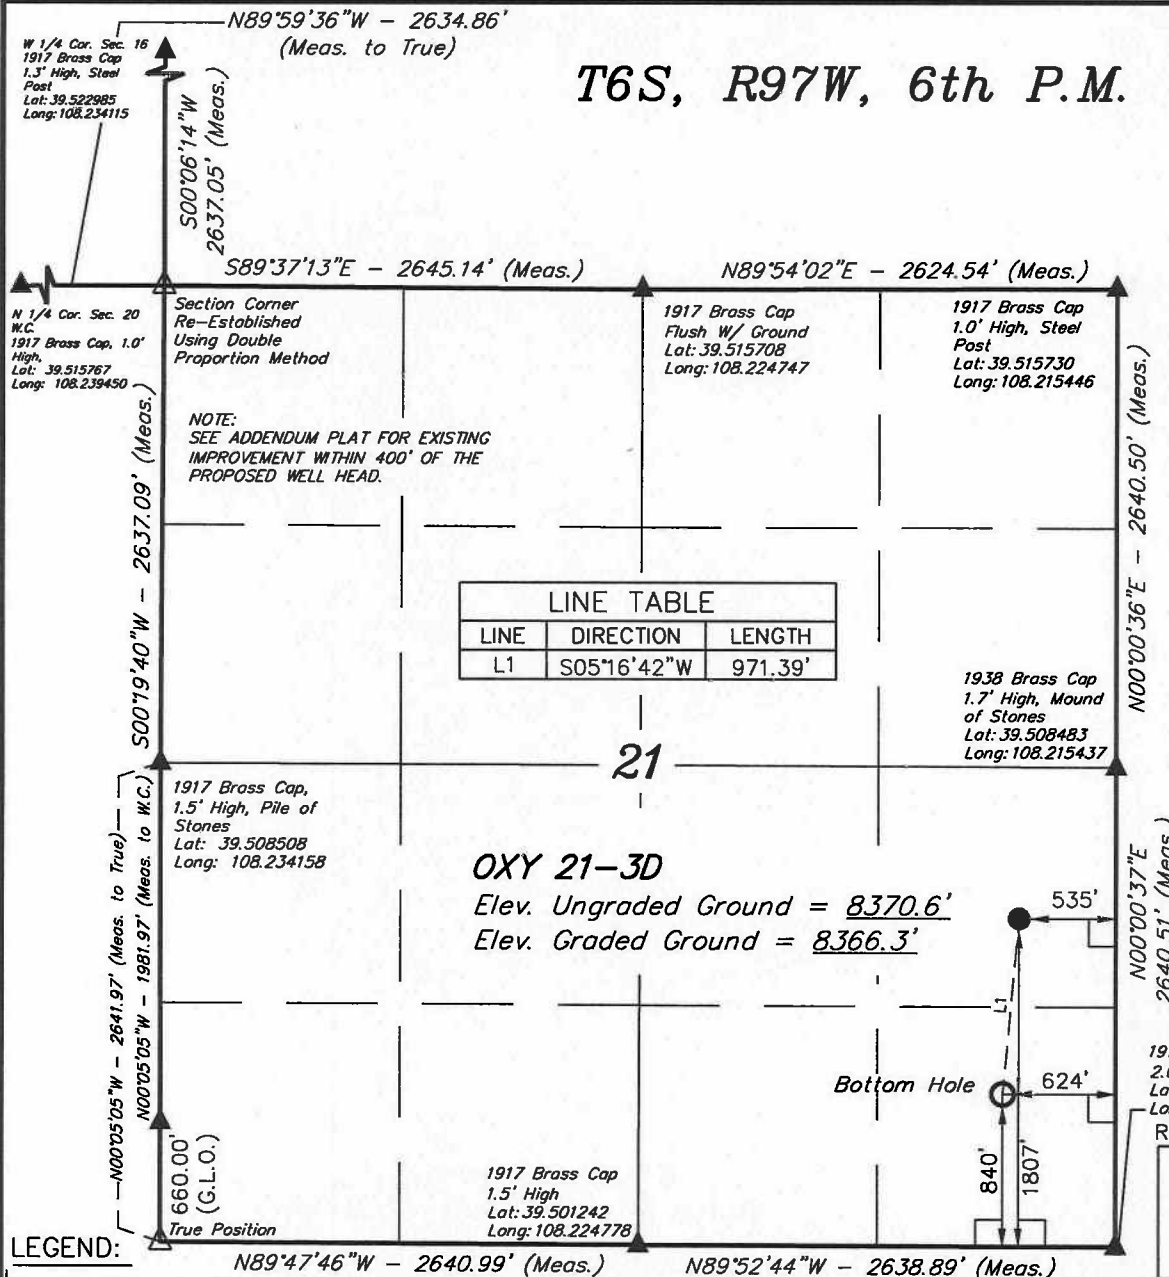 N89°59'36"W - 2634.86'
(Meas. to True)
W 1/4 Cor. Sec. 16
1917 Brass Cap
1.3' High, Steel
Post
Lat: 39.522985
Long: 108.234115
T6S, R97W, 6th P.M.
S00°06'14"W
2637.05' (Meas.)
S89°37'13"E - 2645.14' (Meas.)
N89°54'02"E - 2624.54' (Meas.)
N 1/4 Cor. Sec. 20
W.C.
1917 Brass Cap, 1.0'
High,
Lat: 39.515767
Long: 108.239450
Section Corner
Re-Established
Using Double
Proportion Method
1917 Brass Cap
Flush W/ Ground
Lat: 39.515708
Long: 108.224747
1917 Brass Cap
1.0' High, Steel
Post
Lat: 39.515730
Long: 108.215446
NOTE:
SEE ADDENDUM PLAT FOR EXISTING
IMPROVEMENT WITHIN 400' OF THE
PROPOSED WELL HEAD.
S00°19'40"W - 2637.09' (Meas.)
N00°00'36"E - 2640.50' (Meas.)
LINE TABLE
LINE DIRECTION LENGTH
L1 S05°16'42"W 971.39'
1938 Brass Cap
1.7' High, Mound
of Stones
Lat: 39.508483
Long: 108.215437
21
1917 Brass Cap,
1.5' High, Pile of
Stones
Lat: 39.508508
Long: 108.234158
OXY 21-3D
Elev. Ungraded Ground = 8370.6'
Elev. Graded Ground = 8366.3'
N00°05'05"W - 2641.97' (Meas. to True)
N00°05'05"W - 1981.97' (Meas. to W.C.)
535'
N00°00'37"E
2640.51' (Meas.)
L1
Bottom Hole
624'
840'
1807'
660.00'
(G.L.O.)
True Position
1917 Brass Cap
1.5' High
Lat: 39.501242
Long: 108.224778
LEGEND:
N89°47'46"W - 2640.99' (Meas.)
N89°52'44"W - 2638.89' (Meas.)